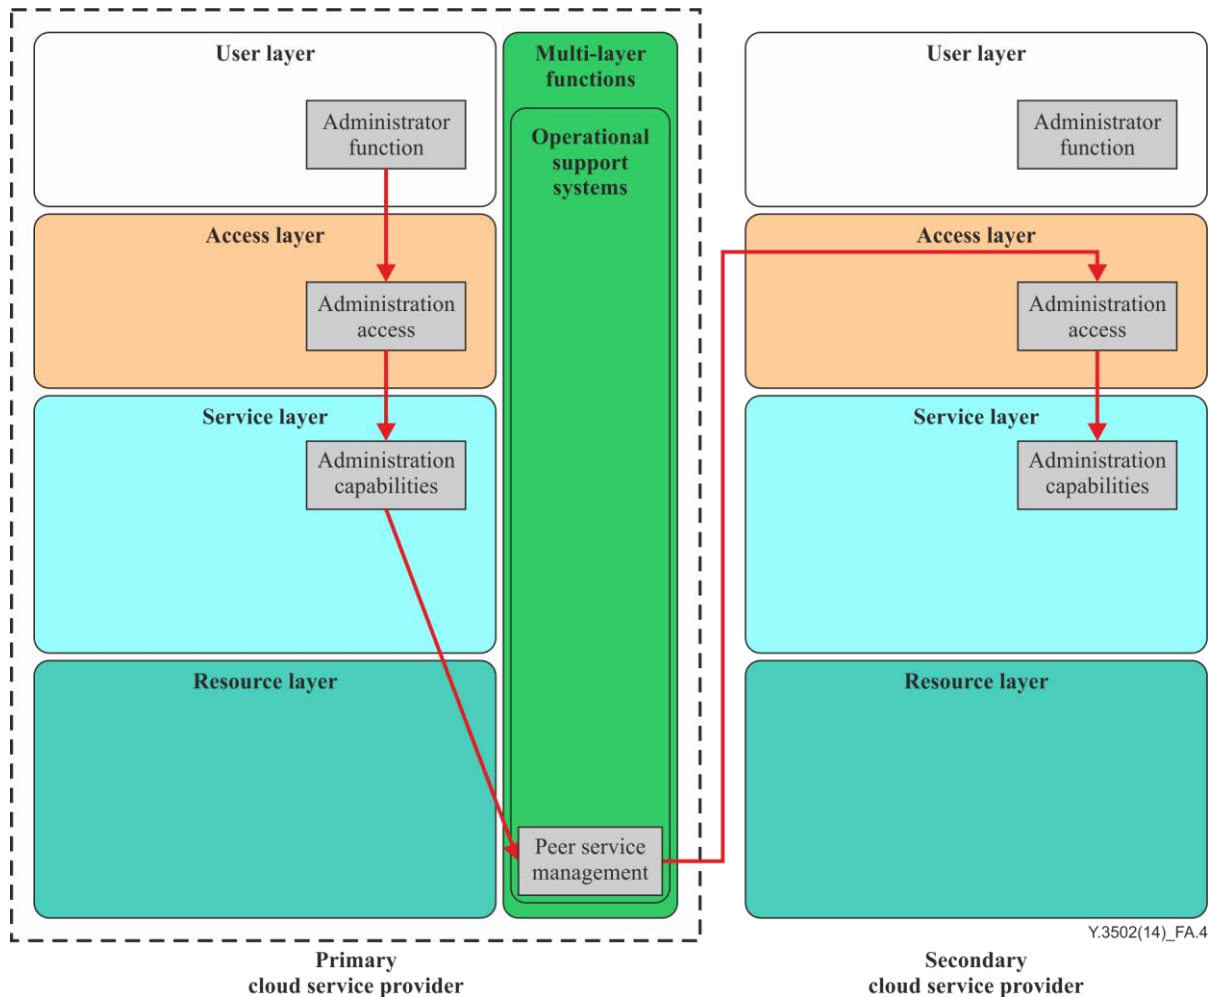 User layer
Administrator
function
Access layer
Administration
access
Service layer
Administration
capabilities
Resource layer
Multi-layer
functions
Operational
support
systems
Peer service
management
Primary
cloud service provider
User layer
Administrator
function
Access layer
Administration
access
Service layer
Administration
capabilities
Resource layer
Y.3502(14)_FA.4
Secondary
cloud service provider